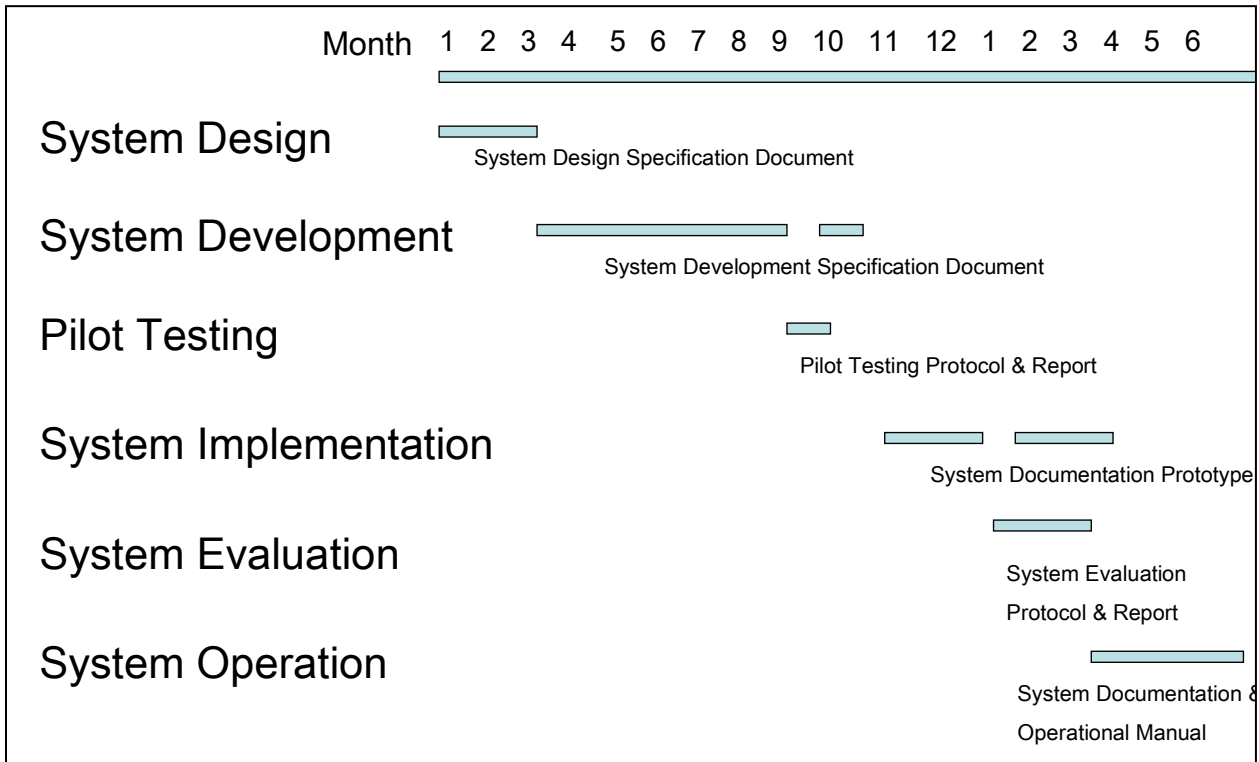 Month 1 2 3 4 5 6 7 8 9 10 11 12 1 2 3 4 5 6
System Design
System Design Specification Document
System Development
System Development Specification Document
Pilot Testing
Pilot Testing Protocol & Report
System Implementation
System Documentation Prototype
System Evaluation
System Evaluation
Protocol & Report
System Operation
System Documentation &
Operational Manual